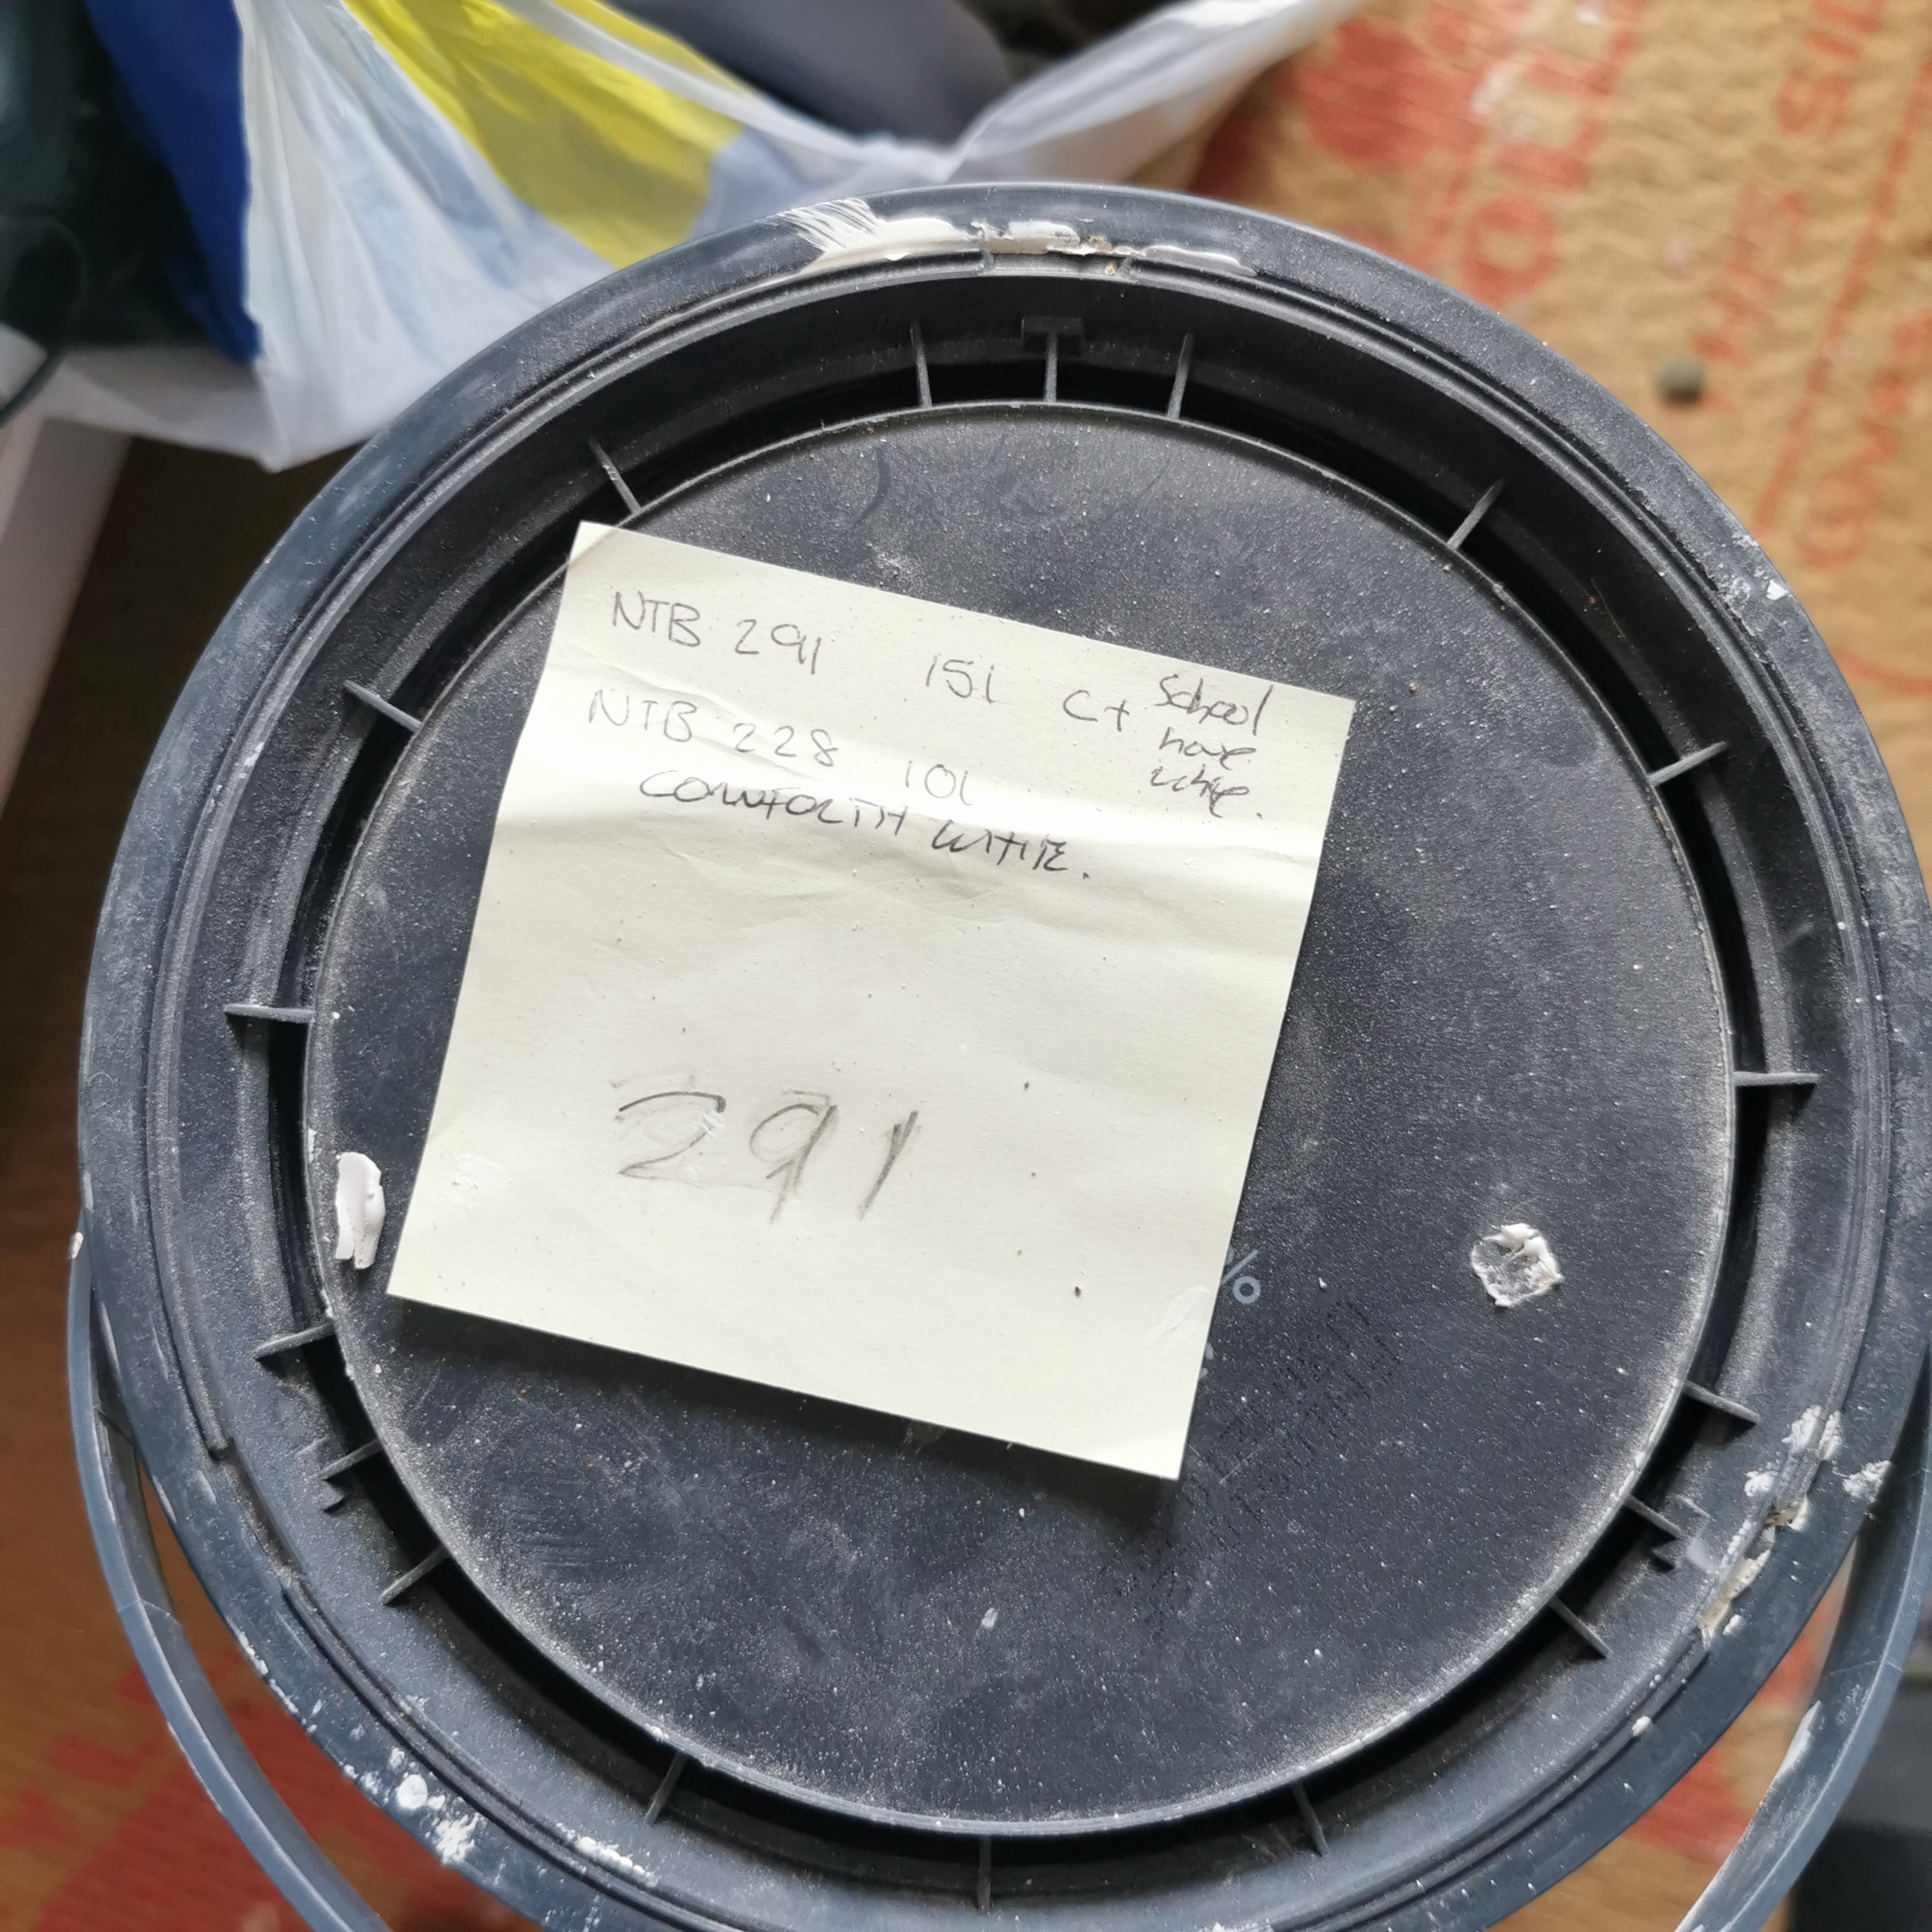 NTB 291 15L C+ School
house
white.
NTB 228 10L
CORNFORTH WHITE.
291
%